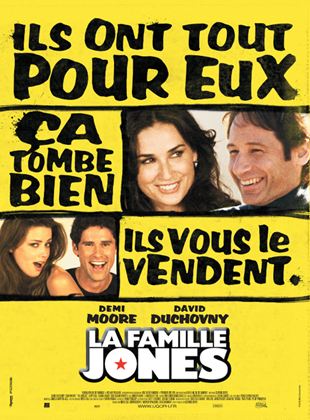 ILS ONT TOUT
POUR EUX
ÇA
TOMBE
BIEN
ILS VOUS LE
VENDENT.
DEMI
MOORE
DAVID
DUCHOVNY
LA FAMILLE
JONES